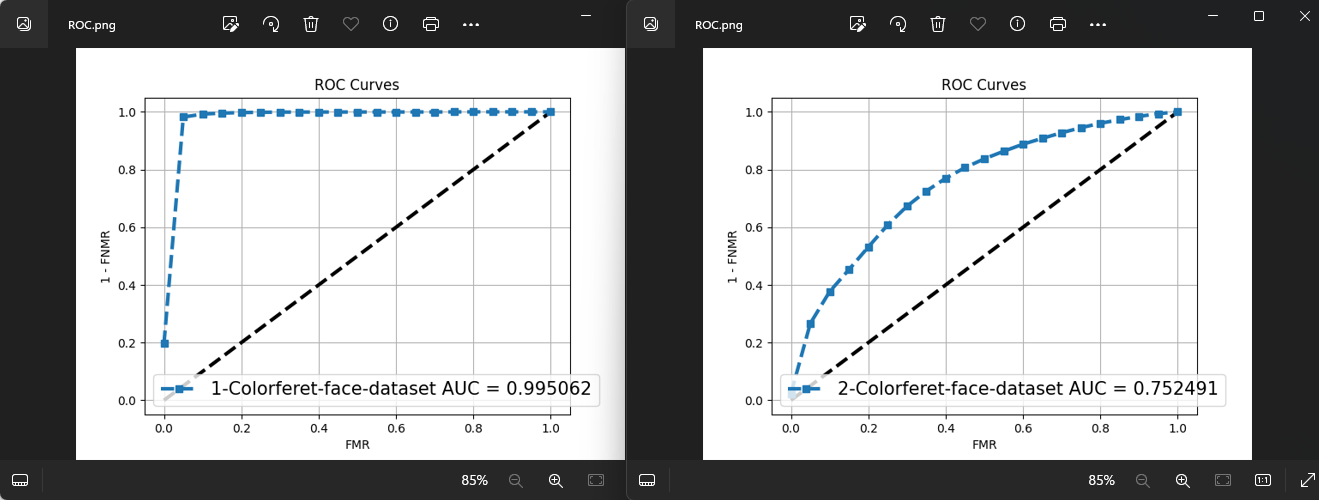 ROC.png
ROC Curves
1.0
0.8
0.6
0.4
0.2
0.0
1 - FNMR
1-Colorferet-face-dataset AUC = 0.995062
0.0 0.2 0.4 0.6 0.8 1.0
FMR
85%
ROC.png
ROC Curves
1.0
0.8
0.6
0.4
0.2
0.0
1 - FNMR
2-Colorferet-face-dataset AUC = 0.752491
0.0 0.2 0.4 0.6 0.8 1.0
FMR
85%
1:1